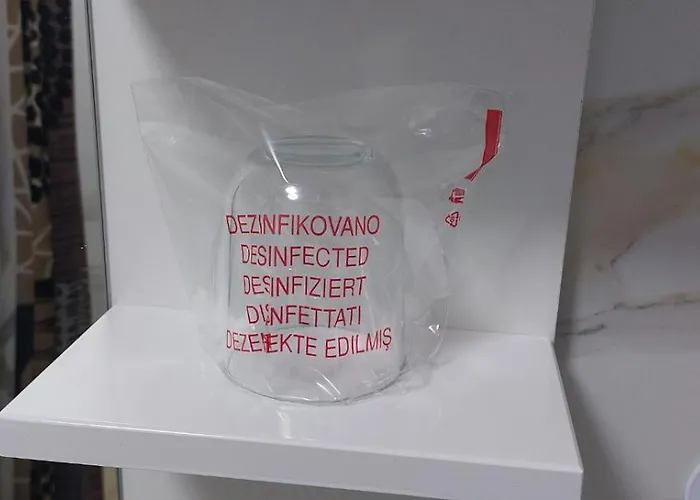 DEZINFIKOVANO
DESINFECTED
DESINFIZIERT
DISINFETTATI
DEZENFEKTE EDILMIŞ